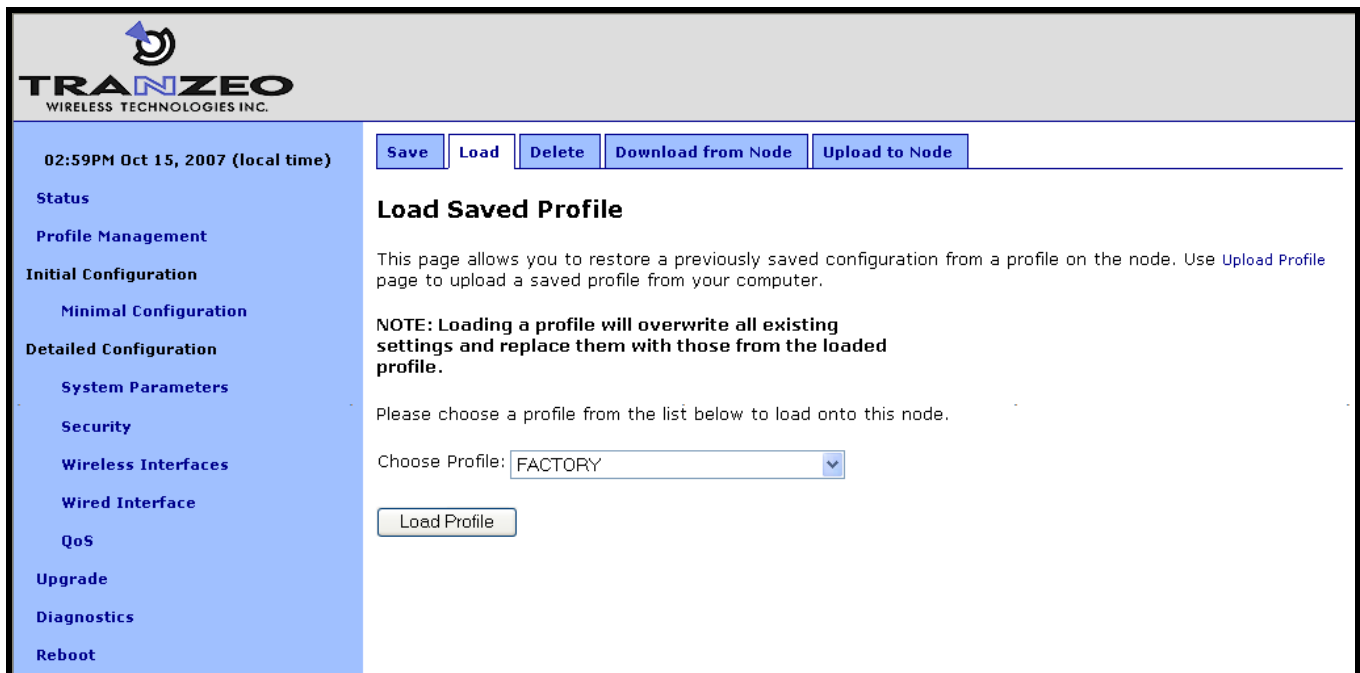 TRANZEO
WIRELESS TECHNOLOGIES INC.
02:59PM Oct 15, 2007 (local time)
Status
Profile Management
Initial Configuration
Minimal Configuration
Detailed Configuration
System Parameters
Security
Wireless Interfaces
Wired Interface
QoS
Upgrade
Diagnostics
Reboot
Save
Load
Delete
Download from Node
Upload to Node
Load Saved Profile
This page allows you to restore a previously saved configuration from a profile on the node. Use Upload Profile
page to upload a saved profile from your computer.
NOTE: Loading a profile will overwrite all existing
settings and replace them with those from the loaded
profile.
Please choose a profile from the list below to load onto this node.
Choose Profile: FACTORY
Load Profile